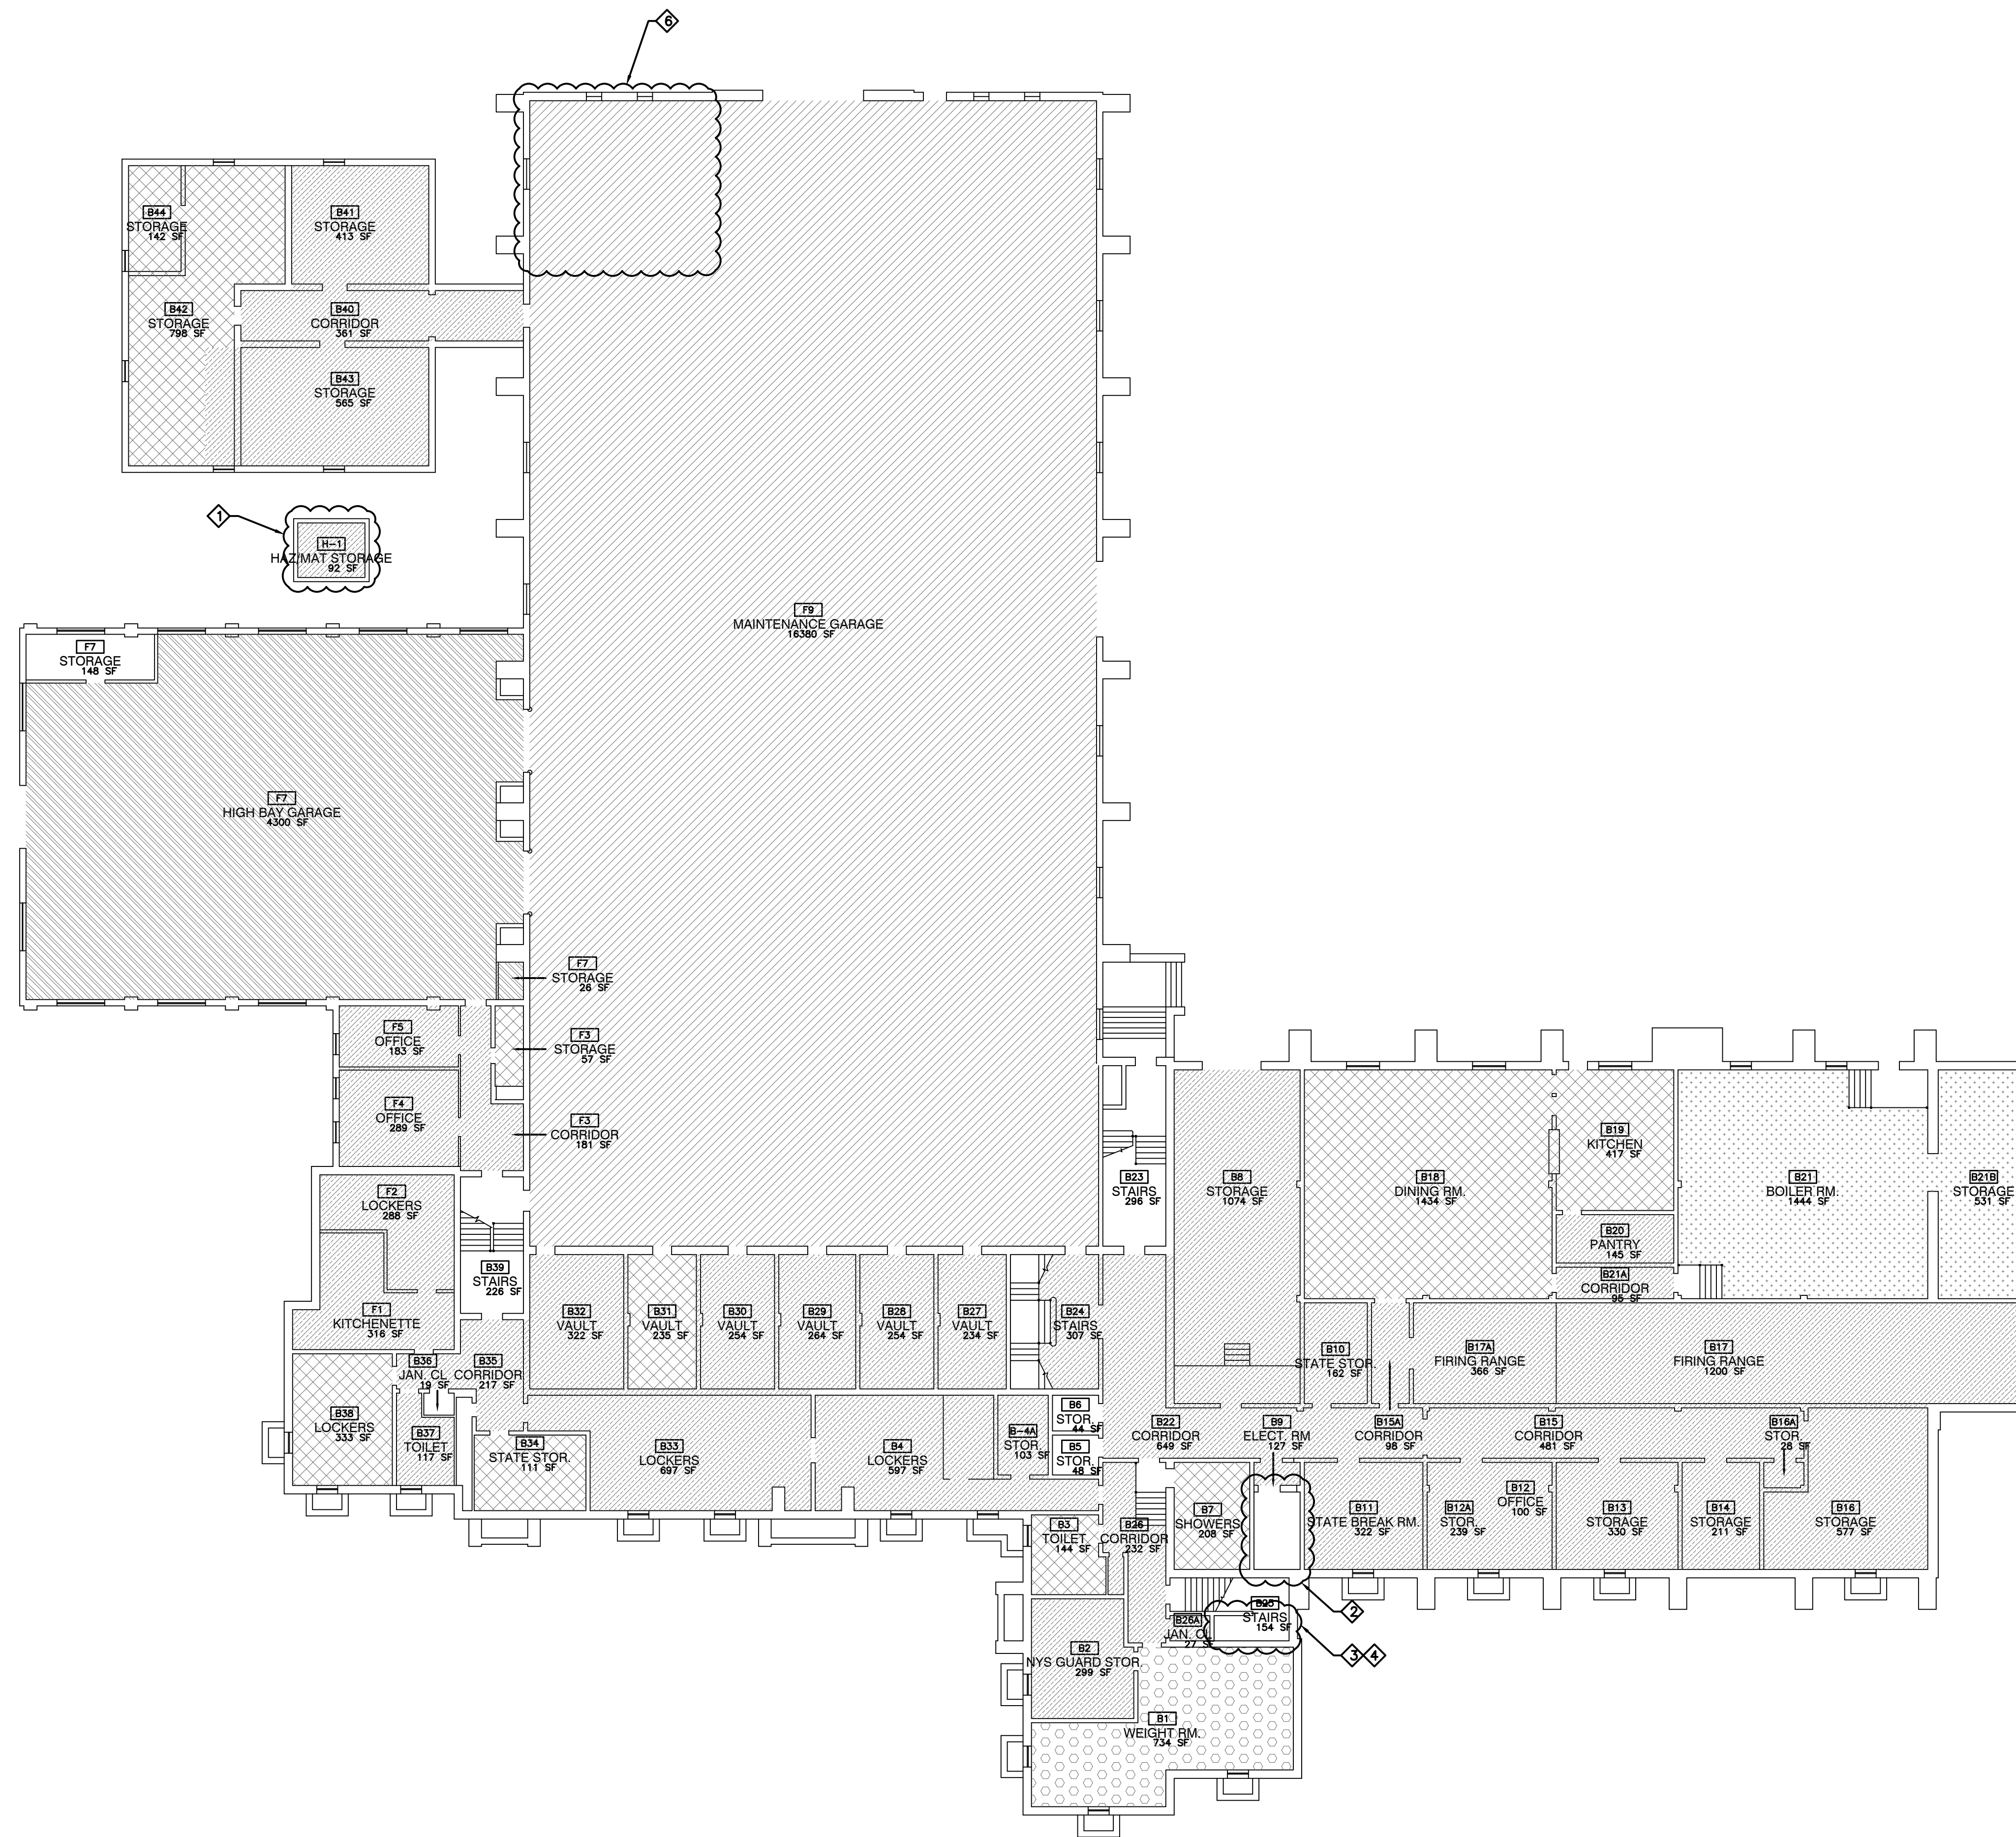 6
B44
STORAGE
142 SF
B41
STORAGE
413 SF
B42
STORAGE
798 SF
B40
CORRIDOR
361 SF
B43
STORAGE
565 SF
1
H-1
HAZ/MAT STORAGE
92 SF
F9
MAINTENANCE GARAGE
16380 SF
F7
STORAGE
148 SF
F7
HIGH BAY GARAGE
4300 SF
F7
STORAGE
26 SF
F5
OFFICE
183 SF
F3
STORAGE
57 SF
F4
OFFICE
289 SF
F3
CORRIDOR
181 SF
F2
LOCKERS
288 SF
B39
STAIRS
226 SF
F1
KITCHENETTE
316 SF
B36
JAN. CL
19 SF
B35
CORRIDOR
217 SF
B38
LOCKERS
333 SF
B37
TOILET
117 SF
B34
STATE STOR.
111 SF
B32
VAULT
322 SF
B31
VAULT
235 SF
B30
VAULT
254 SF
B29
VAULT
264 SF
B28
VAULT
254 SF
B27
VAULT
234 SF
B24
STAIRS
307 SF
B33
LOCKERS
697 SF
B4
LOCKERS
597 SF
B-4A
STOR.
103 SF
B6
STOR.
44 SF
B5
STOR.
48 SF
B23
STAIRS
296 SF
B8
STORAGE
1074 SF
B18
DINING RM.
1434 SF
B19
KITCHEN
417 SF
B20
PANTRY
145 SF
B21A
CORRIDOR
95 SF
B21
BOILER RM.
1444 SF
B21B
STORAGE
531 SF
B10
STATE STOR.
162 SF
B17A
FIRING RANGE
366 SF
B17
FIRING RANGE
1200 SF
B22
CORRIDOR
649 SF
B9
ELECT. RM
127 SF
B15A
CORRIDOR
98 SF
B15
CORRIDOR
481 SF
B16A
STOR.
28 SF
B3
TOILET
144 SF
B26
CORRIDOR
232 SF
B7
SHOWERS
208 SF
B11
STATE BREAK RM.
322 SF
B12A
STOR.
239 SF
B12
OFFICE
100 SF
B13
STORAGE
330 SF
B14
STORAGE
211 SF
B16
STORAGE
577 SF
2
B25
STAIRS
154 SF
B26A
JAN. CL
27 SF
3 4
B2
NYS GUARD STOR.
299 SF
B1
WEIGHT RM.
734 SF